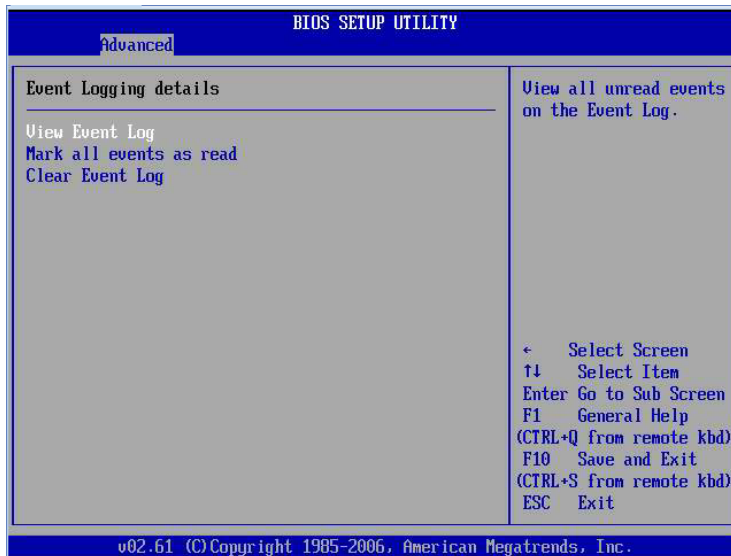 BIOS SETUP UTILITY
Advanced
Event Logging details
View Event Log
Mark all events as read
Clear Event Log
View all unread events
on the Event Log.
← Select Screen
↑↓ Select Item
Enter Go to Sub Screen
F1 General Help
(CTRL+Q from remote kbd)
F10 Save and Exit
(CTRL+S from remote kbd)
ESC Exit
v02.61 (C)Copyright 1985-2006, American Megatrends, Inc.